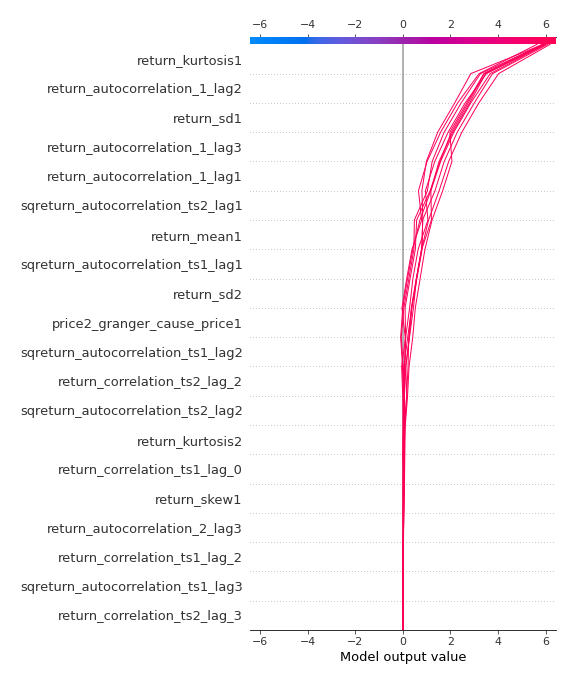 −6 −4 −2 0 2 4 6
return_kurtosis1
return_autocorrelation_1_lag2
return_sd1
return_autocorrelation_1_lag3
return_autocorrelation_1_lag1
sqreturn_autocorrelation_ts2_lag1
return_mean1
sqreturn_autocorrelation_ts1_lag1
return_sd2
price2_granger_cause_price1
sqreturn_autocorrelation_ts1_lag2
return_correlation_ts2_lag_2
sqreturn_autocorrelation_ts2_lag2
return_kurtosis2
return_correlation_ts1_lag_0
return_skew1
return_autocorrelation_2_lag3
return_correlation_ts1_lag_2
sqreturn_autocorrelation_ts1_lag3
return_correlation_ts2_lag_3
−6 −4 −2 0 2 4 6
Model output value